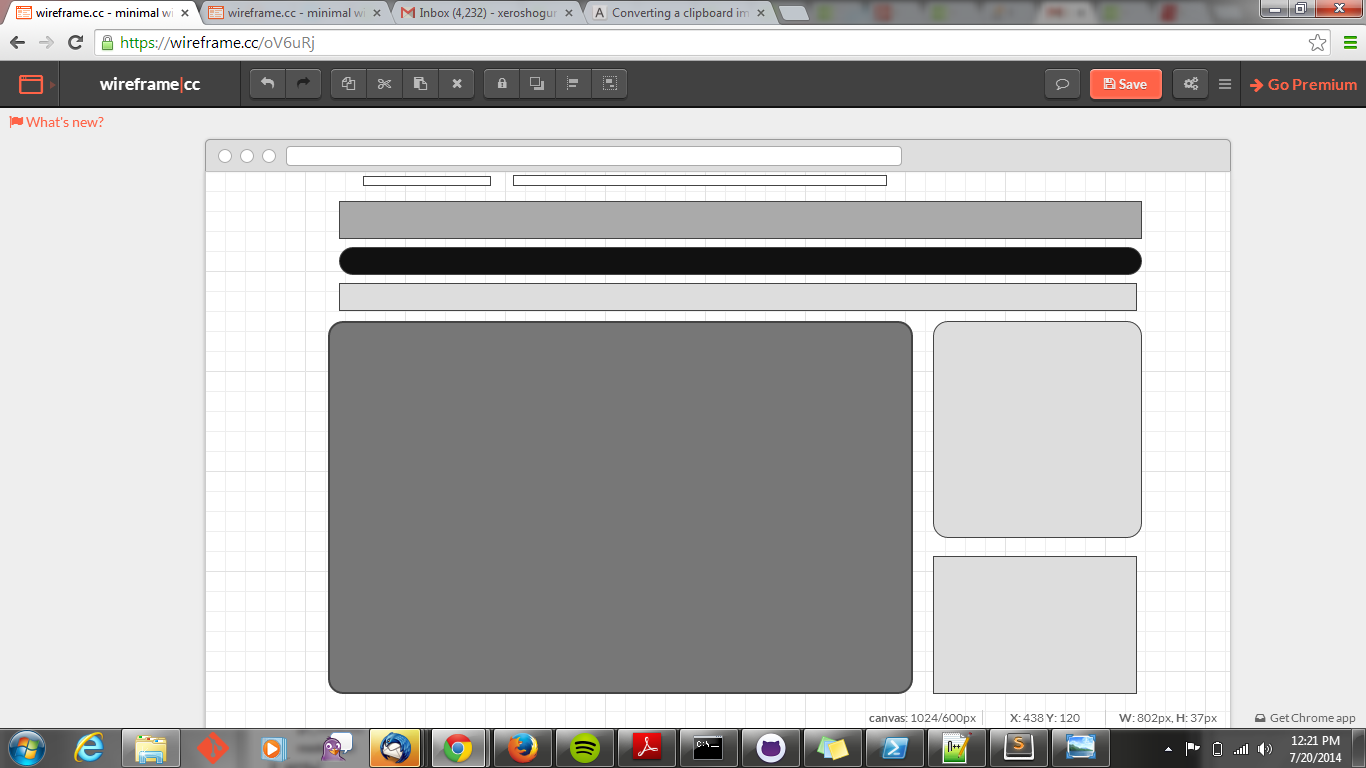 wireframe.cc - minimal wi
wireframe.cc - minimal wi
Inbox (4,232) - xeroshogun
Converting a clipboard im
https://wireframe.cc/oV6uRj
wireframe|cc
Save
Go Premium
What's new?
canvas: 1024/600px
X: 438 Y: 120
W: 802px, H: 37px
Get Chrome app
12:21 PM
7/20/2014